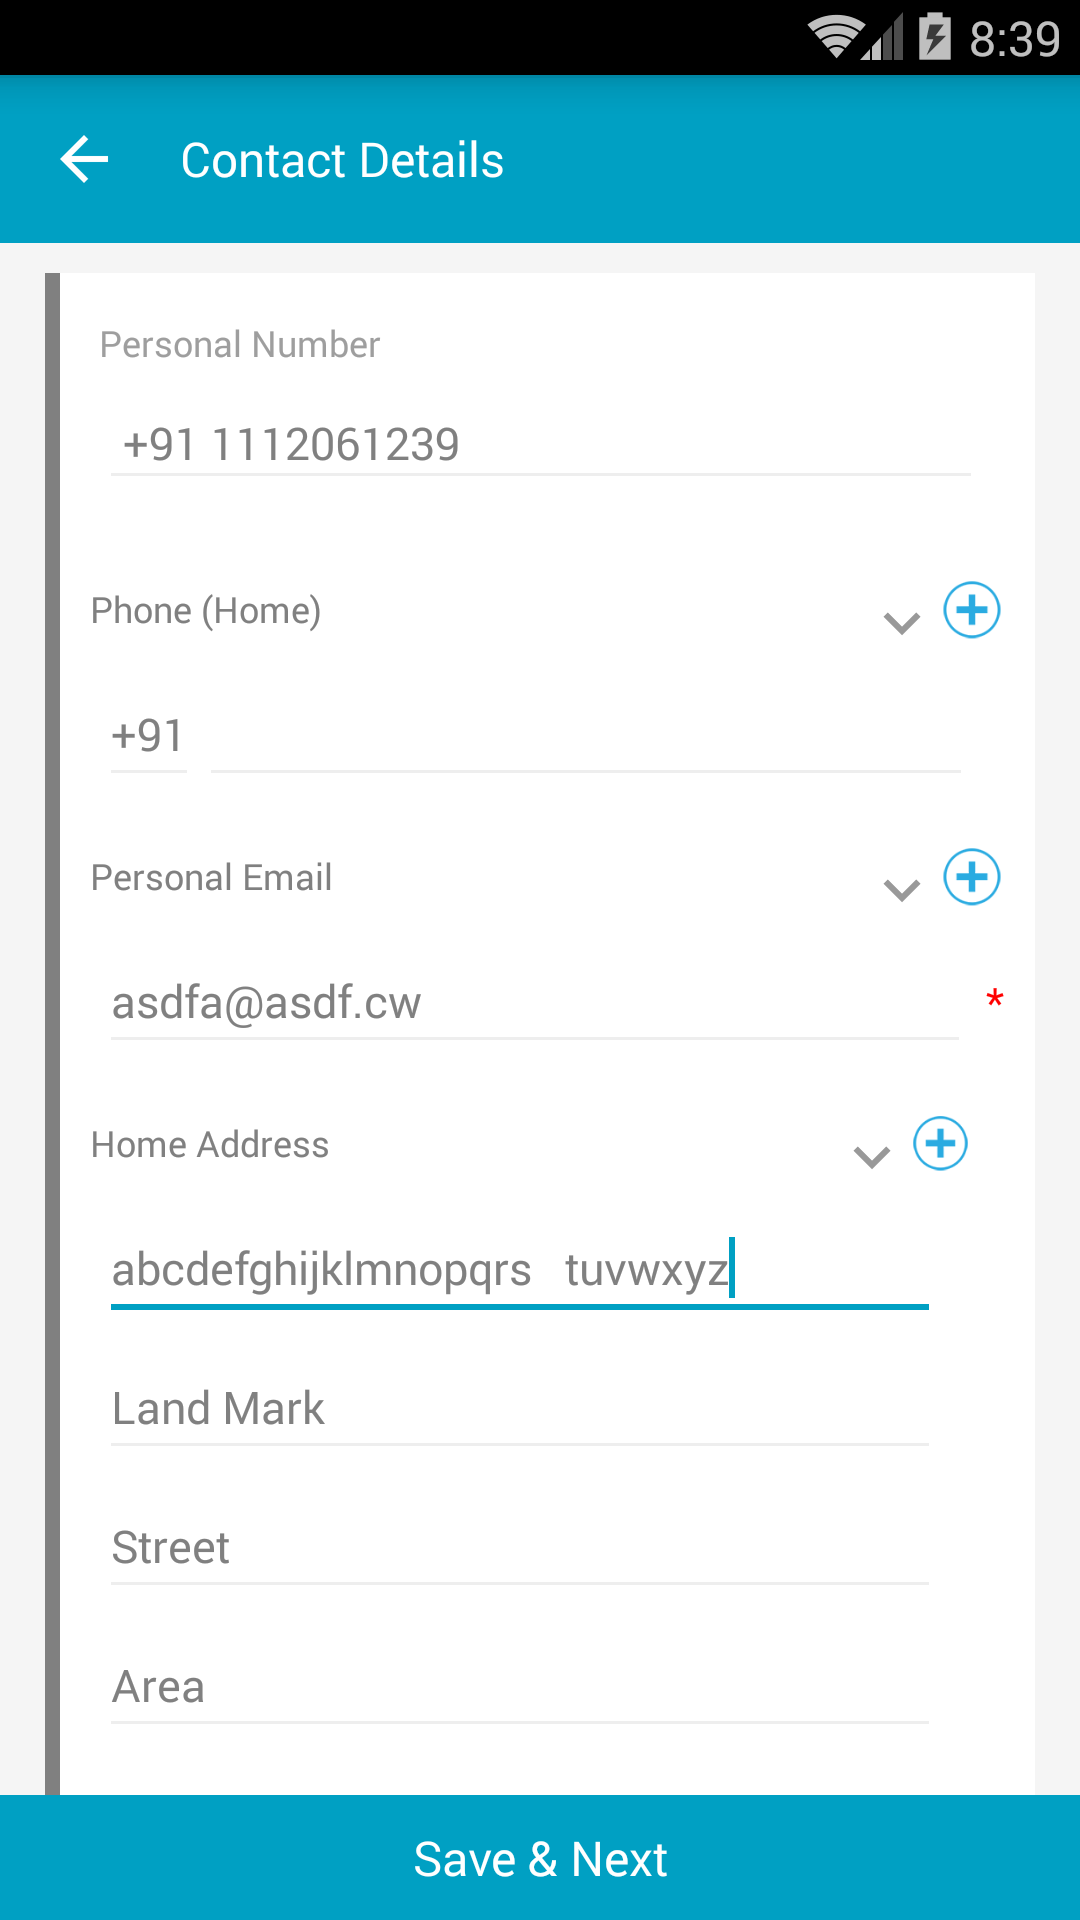 8:39
Contact Details
Personal Number
+91 1112061239
Phone (Home)
+91
Personal Email
asdfa@asdf.cw *
Home Address
abcdefghijklmnopqrs   tuvwxyz
Land Mark
Street
Area
Save & Next